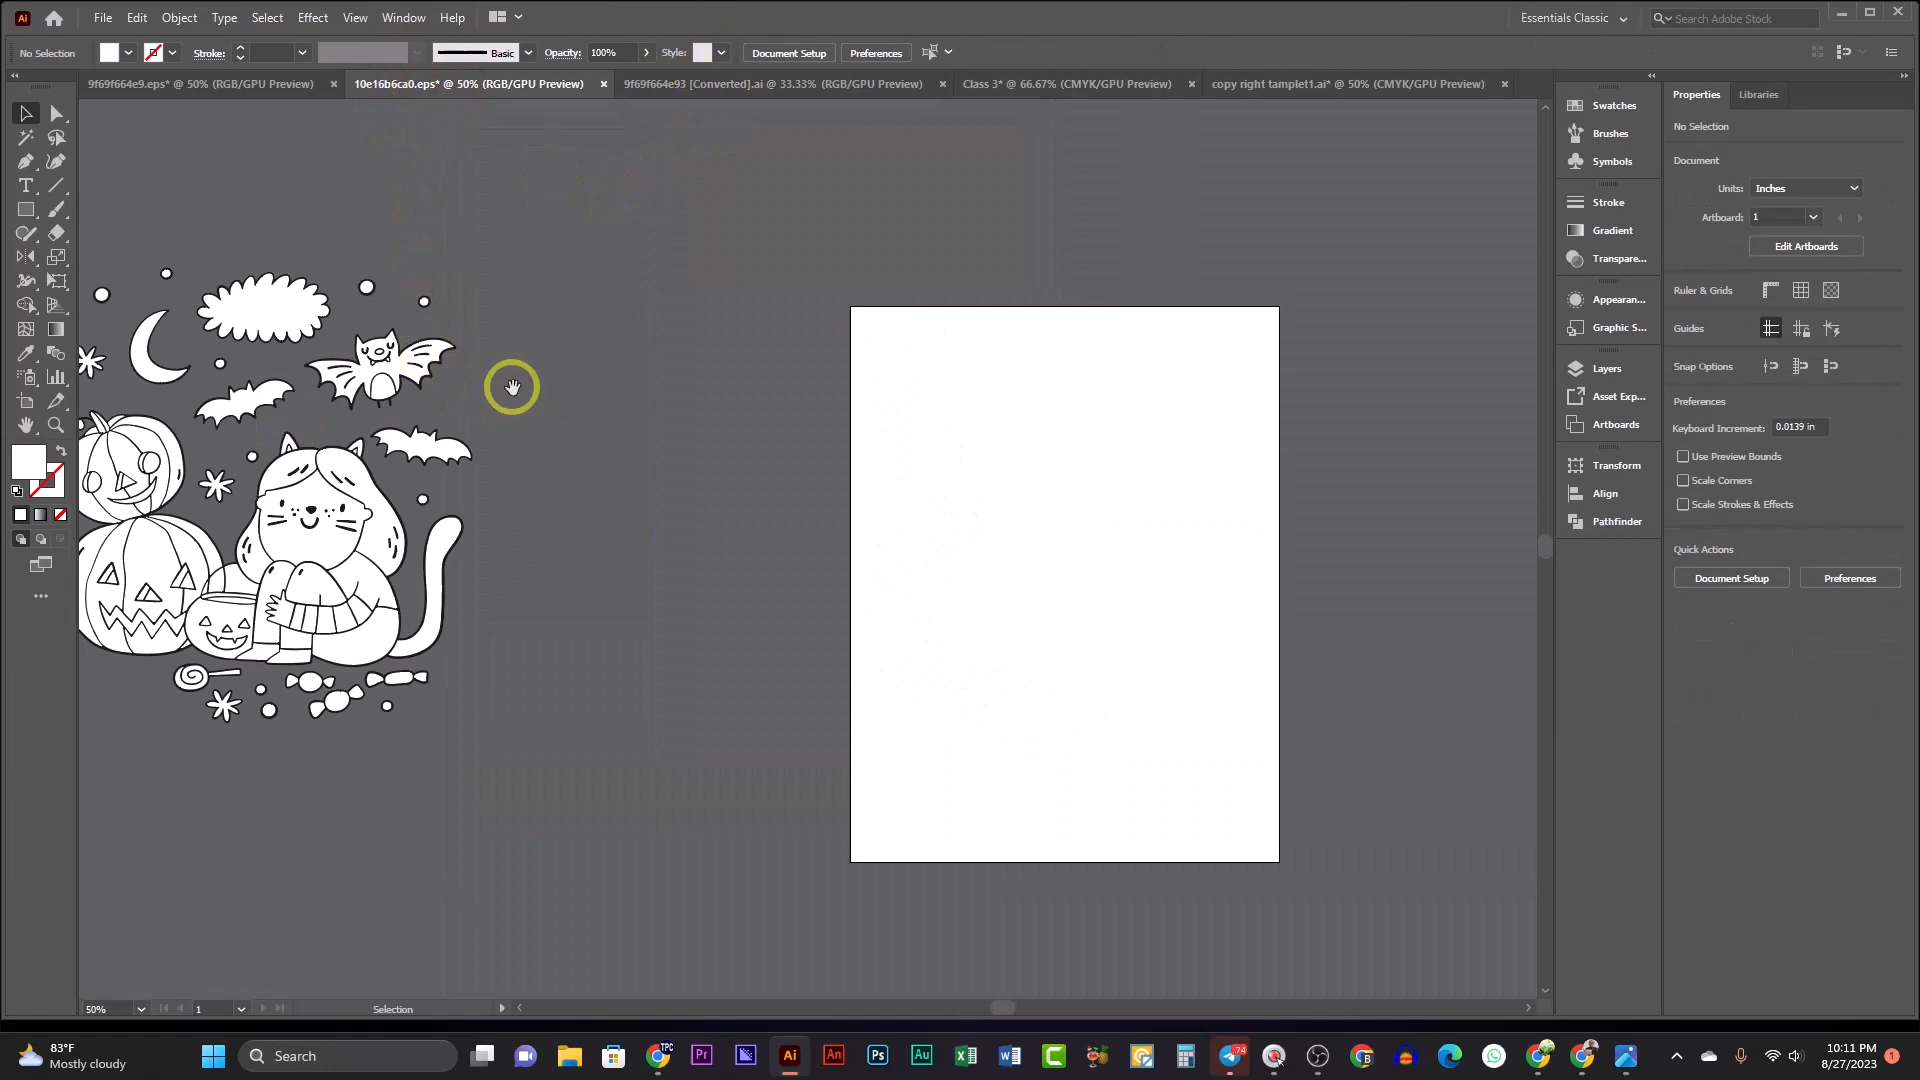 File Edit Object Type Select Effect View Window Help
Essentials Classic
Search Adobe Stock
No Selection
Stroke:
Basic
Opacity: 100%
Style:
Document Setup
Preferences
9f69f664e9.eps* @ 50% (RGB/GPU Preview)
10e16b6ca0.eps* @ 50% (RGB/GPU Preview)
9f69f664e93 [Converted].ai @ 33.33% (RGB/GPU Preview)
Class 3* @ 66.67% (CMYK/GPU Preview)
copy right tamplet1.ai* @ 50% (CMYK/GPU Preview)
Swatches
Brushes
Symbols
Stroke
Gradient
Transpare...
Appearan...
Graphic S...
Layers
Asset Exp...
Artboards
Transform
Align
Pathfinder
Properties
Libraries
No Selection
Document
Units: Inches
Artboard: 1
Edit Artboards
Ruler & Grids
Guides
Snap Options
Preferences
Keyboard Increment: 0.0139 in
Use Preview Bounds
Scale Corners
Scale Strokes & Effects
Quick Actions
Document Setup
Preferences
50%
1
Selection
83°F
Mostly cloudy
Search
10:11 PM
8/27/2023